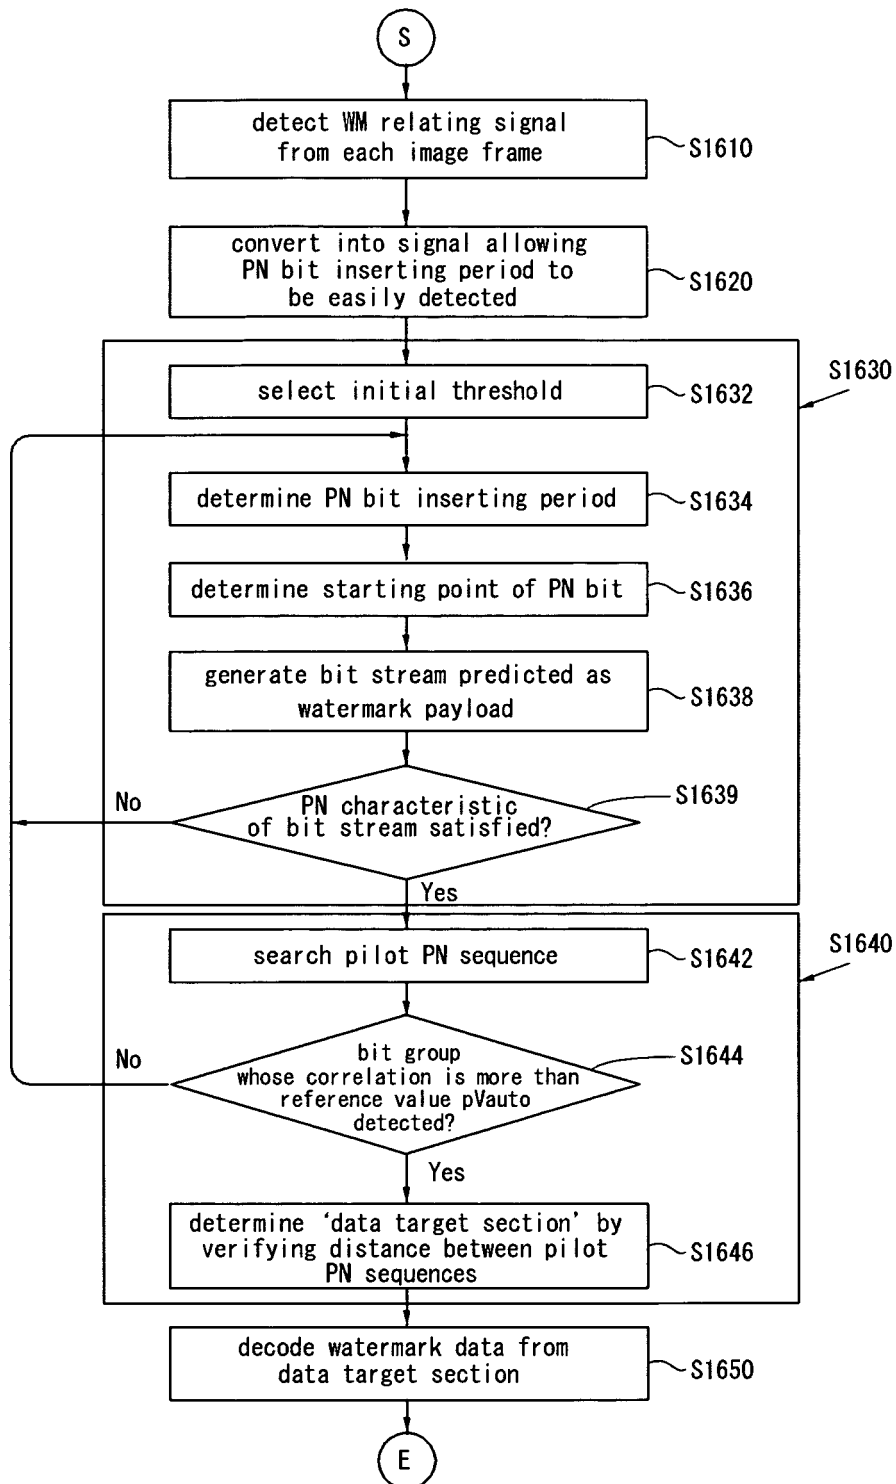 S
detect WM relating signal
from each image frame
S1610
convert into signal allowing
PN bit inserting period to
be easily detected
S1620
S1630
select initial threshold
S1632
determine PN bit inserting period
S1634
determine starting point of PN bit
S1636
generate bit stream predicted as
watermark payload
S1638
No
PN characteristic
of bit stream satisfied?
S1639
Yes
search pilot PN sequence
S1642
S1640
No
bit group
whose correlation is more than
reference value pVauto
detected?
S1644
Yes
determine ‘data target section’ by
verifying distance between pilot
PN sequences
S1646
decode watermark data from
data target section
S1650
E